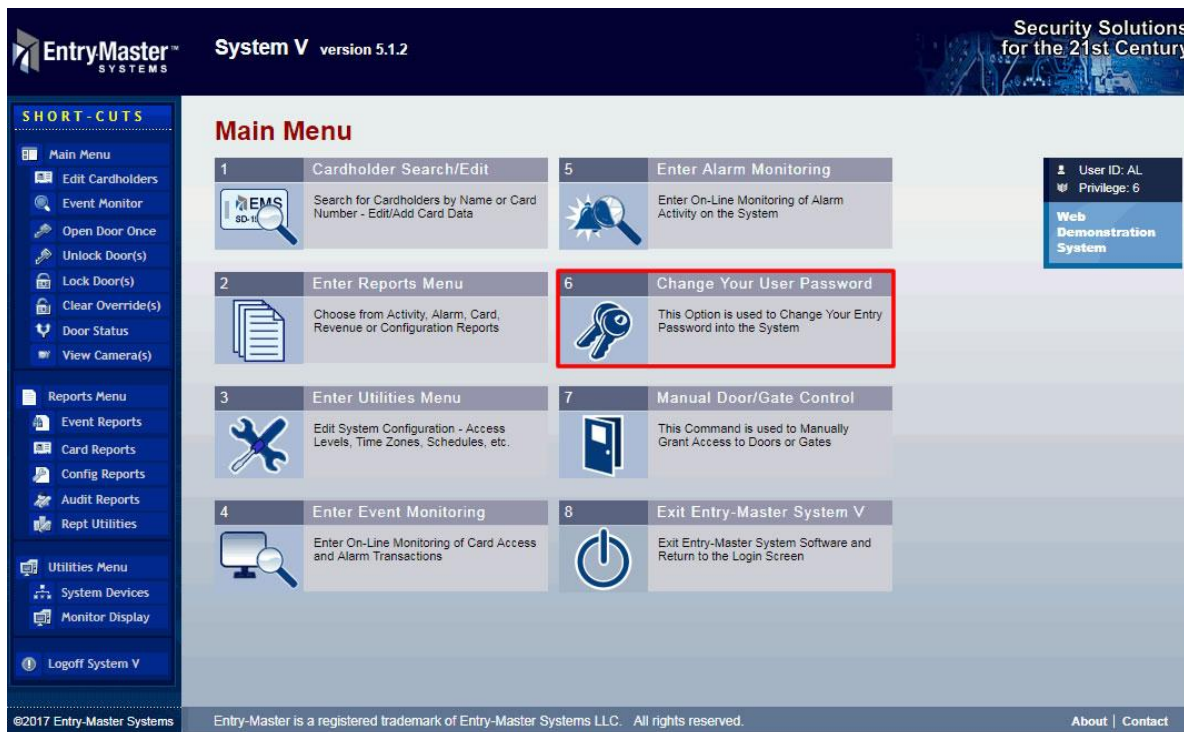 EntryMaster™
SYSTEMS
System V version 5.1.2
Security Solutions
for the 21st Century
SHORT-CUTS
Main Menu
Edit Cardholders
Event Monitor
Open Door Once
Unlock Door(s)
Lock Door(s)
Clear Override(s)
Door Status
View Camera(s)
Reports Menu
Event Reports
Card Reports
Config Reports
Audit Reports
Rept Utilities
Utilities Menu
System Devices
Monitor Display
Logoff System V
Main Menu
1 Cardholder Search/Edit
EMS
Search for Cardholders by Name or Card
Number - Edit/Add Card Data
2 Enter Reports Menu
Choose from Activity, Alarm, Card,
Revenue or Configuration Reports
3 Enter Utilities Menu
Edit System Configuration - Access
Levels, Time Zones, Schedules, etc.
4 Enter Event Monitoring
Enter On-Line Monitoring of Card Access
and Alarm Transactions
5 Enter Alarm Monitoring
Enter On-Line Monitoring of Alarm
Activity on the System
6 Change Your User Password
This Option is used to Change Your Entry
Password into the System
7 Manual Door/Gate Control
This Command is used to Manually
Grant Access to Doors or Gates
8 Exit Entry-Master System V
Exit Entry-Master System Software and
Return to the Login Screen
User ID: AL
Privilege: 6
Web
Demonstration
System
©2017 Entry-Master Systems
Entry-Master is a registered trademark of Entry-Master Systems LLC. All rights reserved.
About | Contact